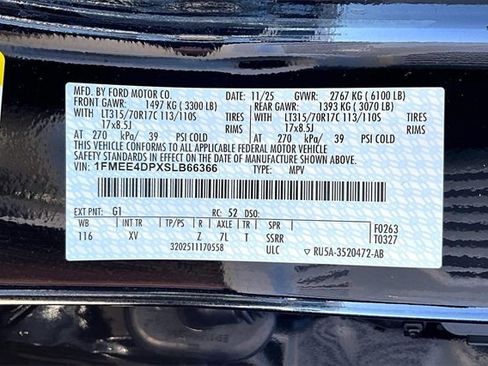 MFD. BY FORD MOTOR CO. 11/25 GVWR: 2767 KG ( 6100 LB)
FRONT GAWR: 1497 KG ( 3300 LB) REAR GAWR: 1393 KG ( 3070 LB)
WITH LT315/70R17C 113/110S TIRES WITH LT315/70R17C 113/110S TIRES
17x8.5J RIMS 17x8.5J RIMS
AT 270 kPa/ 39 PSI COLD AT 270 kPa/ 39 PSI COLD
THIS VEHICLE CONFORMS TO ALL APPLICABLE FEDERAL MOTOR VEHICLE
SAFETY AND THEFT PREVENTION STANDARDS IN EFFECT ON THE DATE OF MANUFACTURE SHOWN ABOVE.
VIN: 1FMEE4DPXSLB66366 TYPE: MPV
EXT PNT: G1 RC: 52 DSO: F0263
WB INT TR TP/PS R AXLE TR SPR T0327
116 XV Z 7L T SSRR
3202511170558 ULC RU5A-3520472-AB